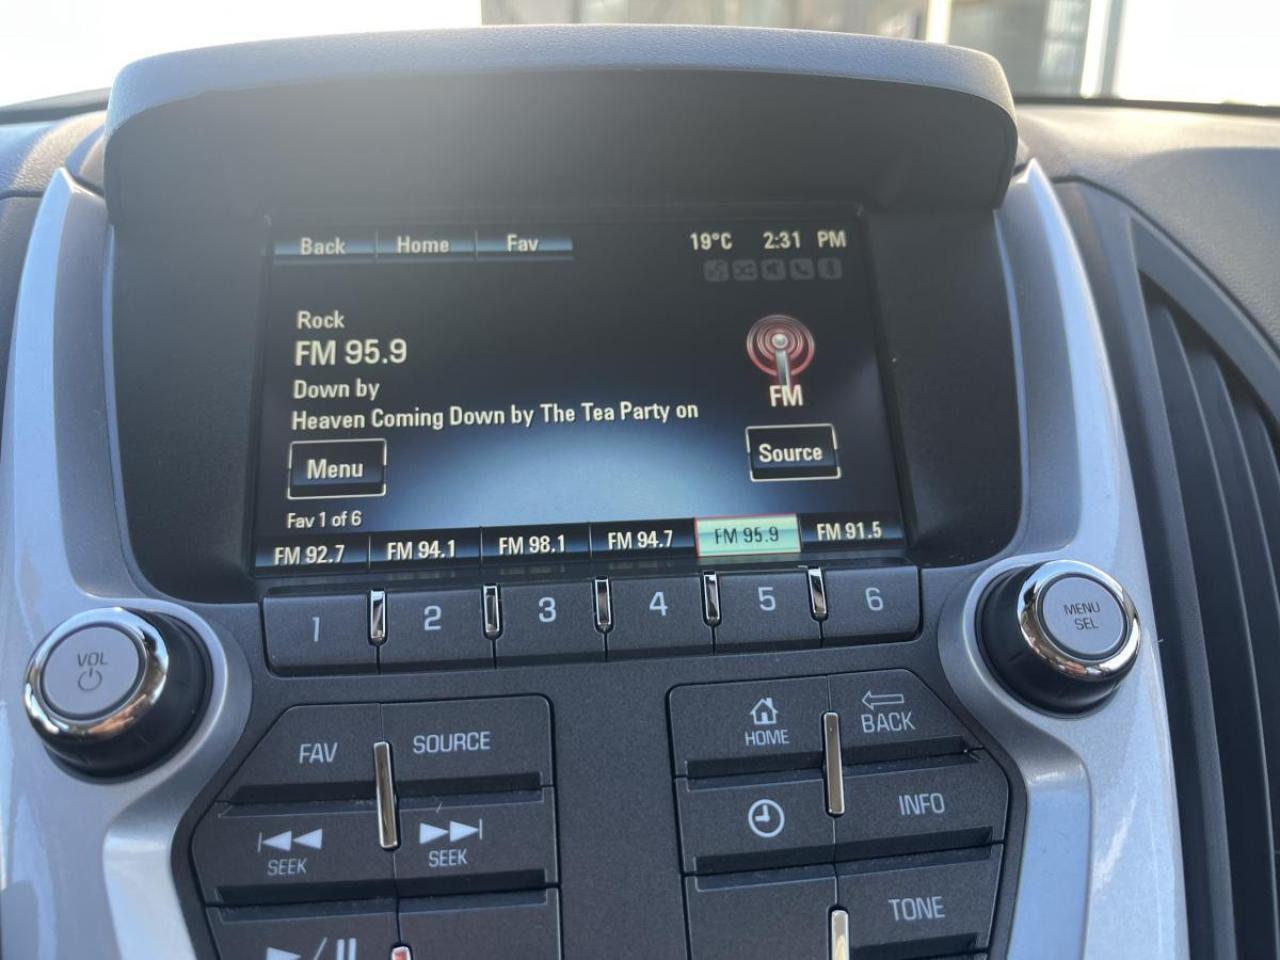 Back Home Fav 19°C 2:31 PM
Rock
FM 95.9
Down by
Heaven Coming Down by The Tea Party on
FM
Menu
Source
Fav 1 of 6
FM 92.7 FM 94.1 FM 98.1 FM 94.7 FM 95.9 FM 91.5
1 2 3 4 5 6
VOL
MENU
SEL
FAV SOURCE
HOME BACK
SEEK SEEK
INFO
TONE